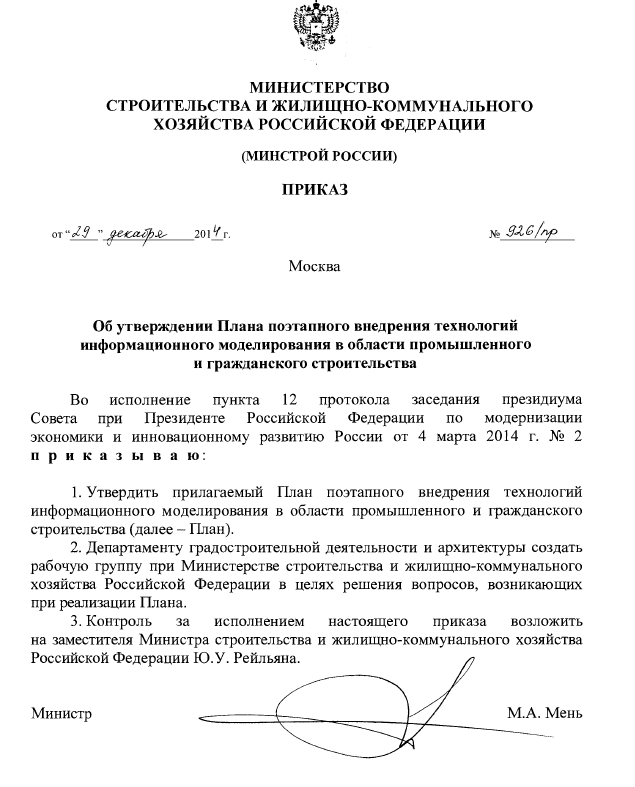 МИНИСТЕРСТВО
СТРОИТЕЛЬСТВА И ЖИЛИЩНО-КОММУНАЛЬНОГО
ХОЗЯЙСТВА РОССИЙСКОЙ ФЕДЕРАЦИИ
(МИНСТРОЙ РОССИИ)
ПРИКАЗ
от “29” декабря 2014 г. № 926/пр
Москва
Об утверждении Плана поэтапного внедрения технологий
информационного моделирования в области промышленного
и гражданского строительства
Во исполнение пункта 12 протокола заседания президиума
Совета при Президенте Российской Федерации по модернизации
экономики и инновационному развитию России от 4 марта 2014 г. № 2
п р и к а з ы в а ю:
1. Утвердить прилагаемый План поэтапного внедрения технологий
информационного моделирования в области промышленного и гражданского
строительства (далее – План).
2. Департаменту градостроительной деятельности и архитектуры создать
рабочую группу при Министерстве строительства и жилищно-коммунального
хозяйства Российской Федерации в целях решения вопросов, возникающих
при реализации Плана.
3. Контроль за исполнением настоящего приказа возложить
на заместителя Министра строительства и жилищно-коммунального хозяйства
Российской Федерации Ю.У. Рейльяна.
Министр М.А. Мень